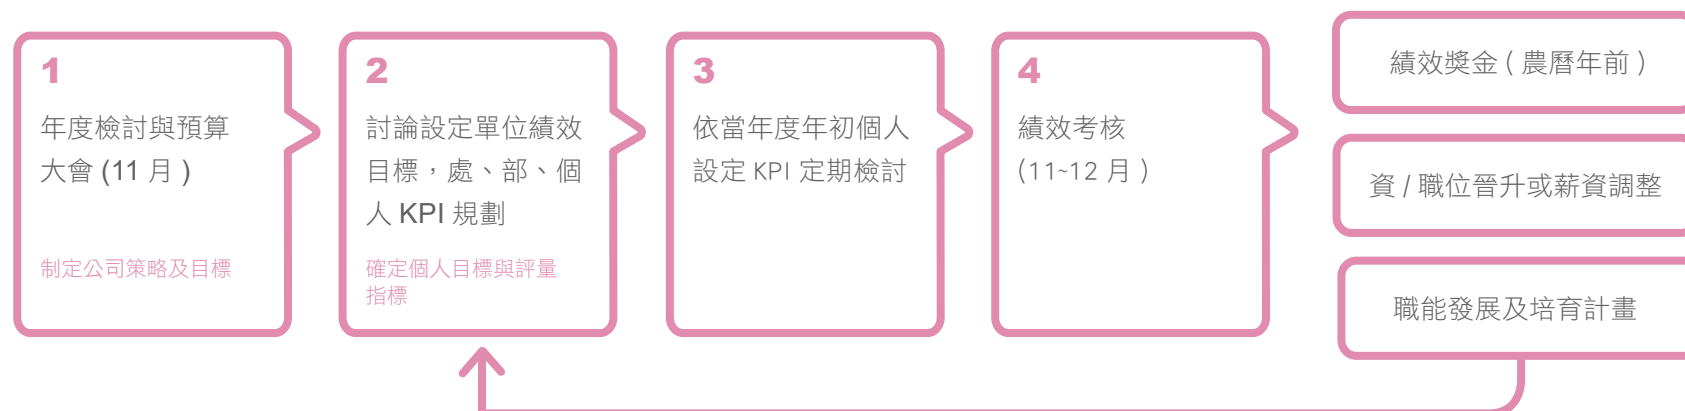 1
年度檢討與預算
大會 (11 月 )
制定公司策略及目標
2
討論設定單位績效
目標，處、部、個
人 KPI 規劃
確定個人目標與評量
指標
3
依當年度年初個人
設定 KPI 定期檢討
4
績效考核
(11~12 月 )
績效獎金 ( 農曆年前 )
資 / 職位晉升或薪資調整
職能發展及培育計畫